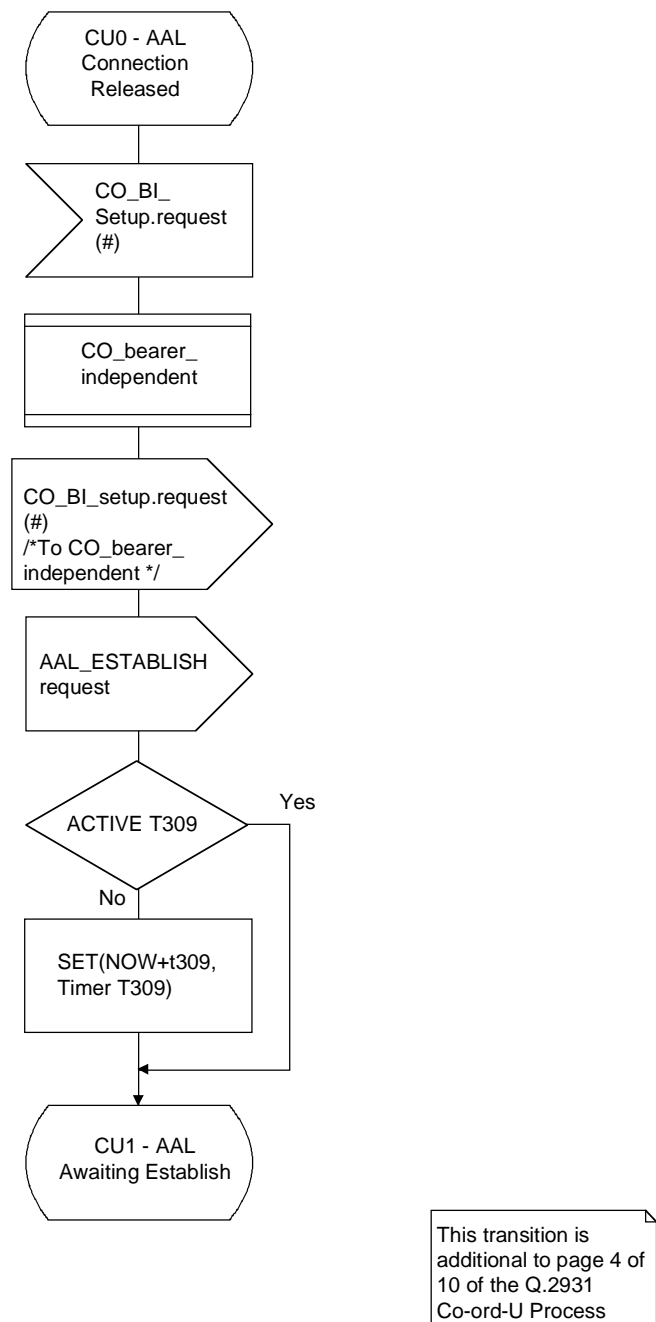 CU0 - AAL
Connection
Released
CO_BI_
Setup.request
(#)
CO_bearer_
independent
CO_BI_setup.request
(#)
/*To CO_bearer_
independent */
AAL_ESTABLISH
request
Yes
ACTIVE T309
No
SET(NOW+t309,
Timer T309)
CU1 - AAL
Awaiting Establish
This transition is
additional to page 4 of
10 of the Q.2931
Co-ord-U Process